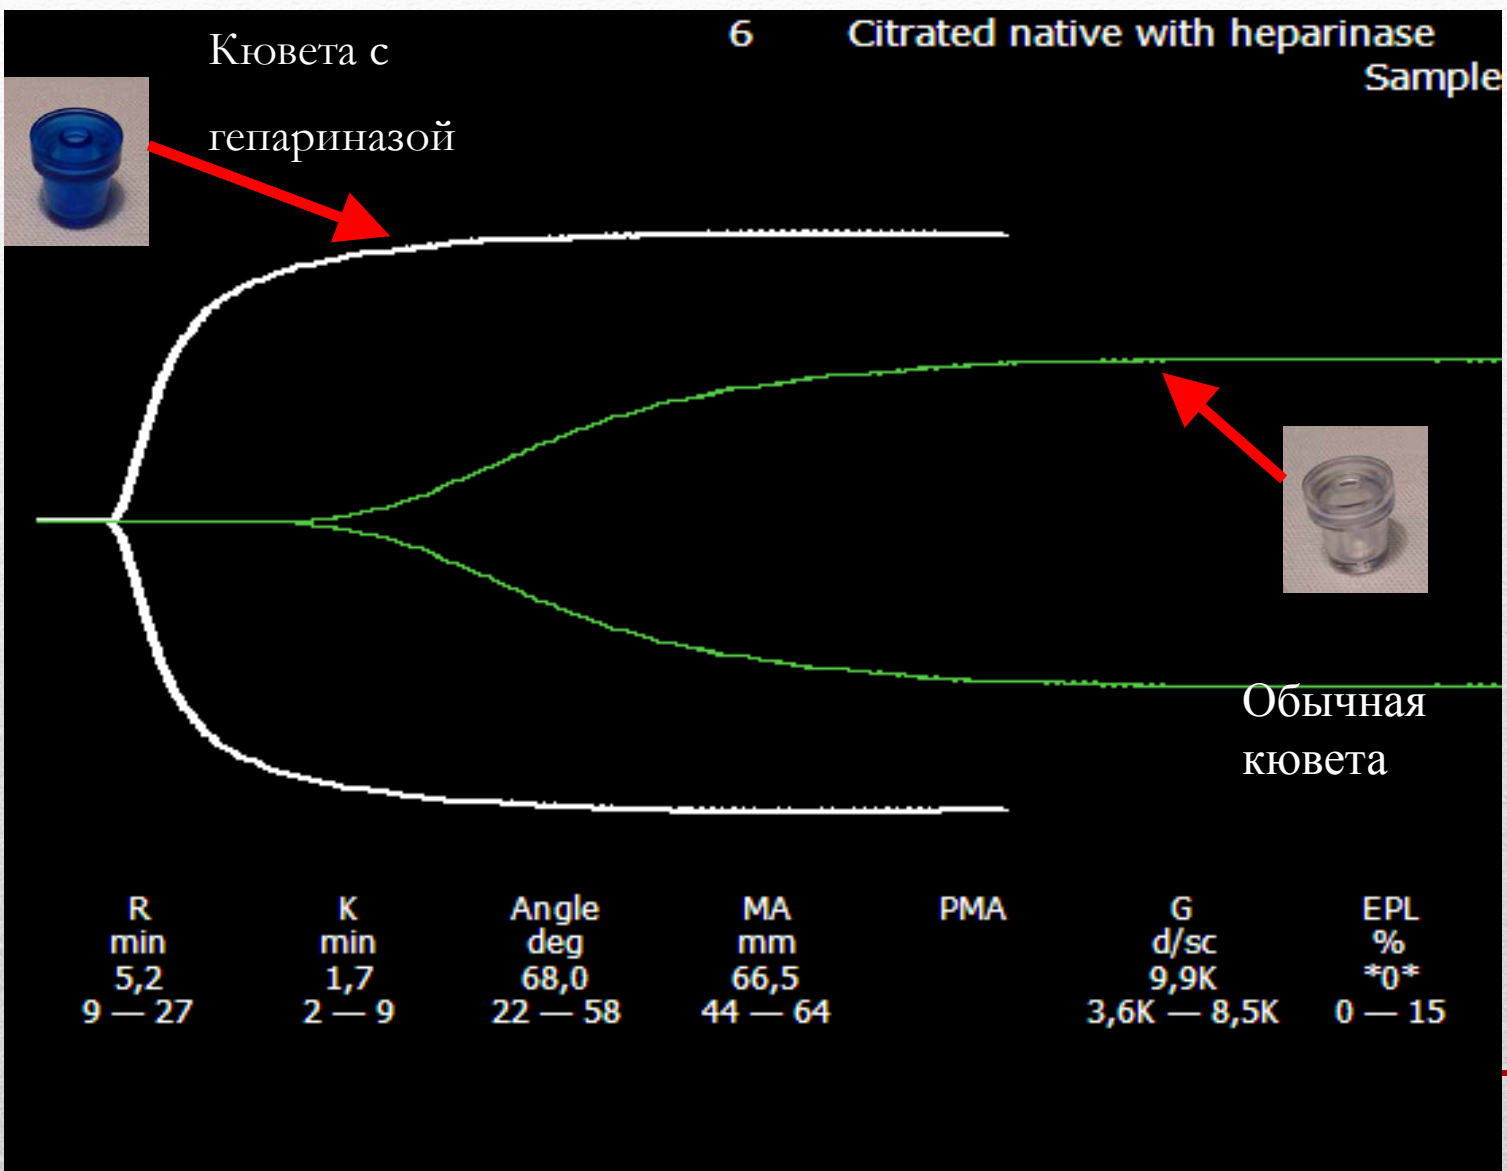 Кювета с
гепариназой
6 Citrated native with heparinase
Sample
Обычная
кювета
R K Angle MA PMA G EPL
min min deg mm d/sc %
5,2 1,7 68,0 66,5 9,9K *0*
9 — 27 2 — 9 22 — 58 44 — 64 3,6K — 8,5K 0 — 15